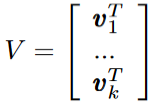 V = [ v_1^T
...
v_k^T ]